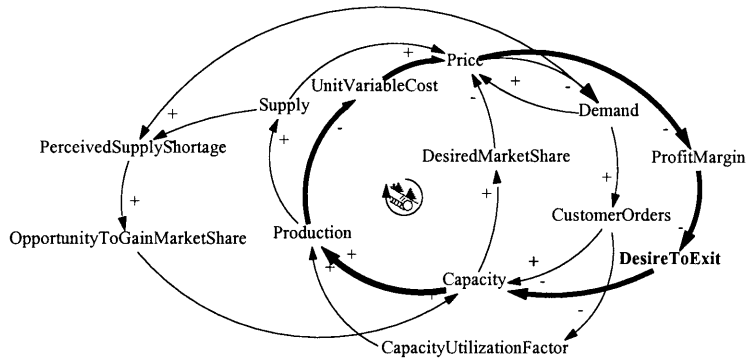 +
Price
+
-
UnitVariableCost
-
+
Supply
-
Demand
+
-
PerceivedSupplyShortage
DesiredMarketShare
-
ProfitMargin
+
+
+
CustomerOrders
-
OpportunityToGainMarketShare
Production
DesireToExit
+
+
+
Capacity
+
-
+
-
CapacityUtilizationFactor